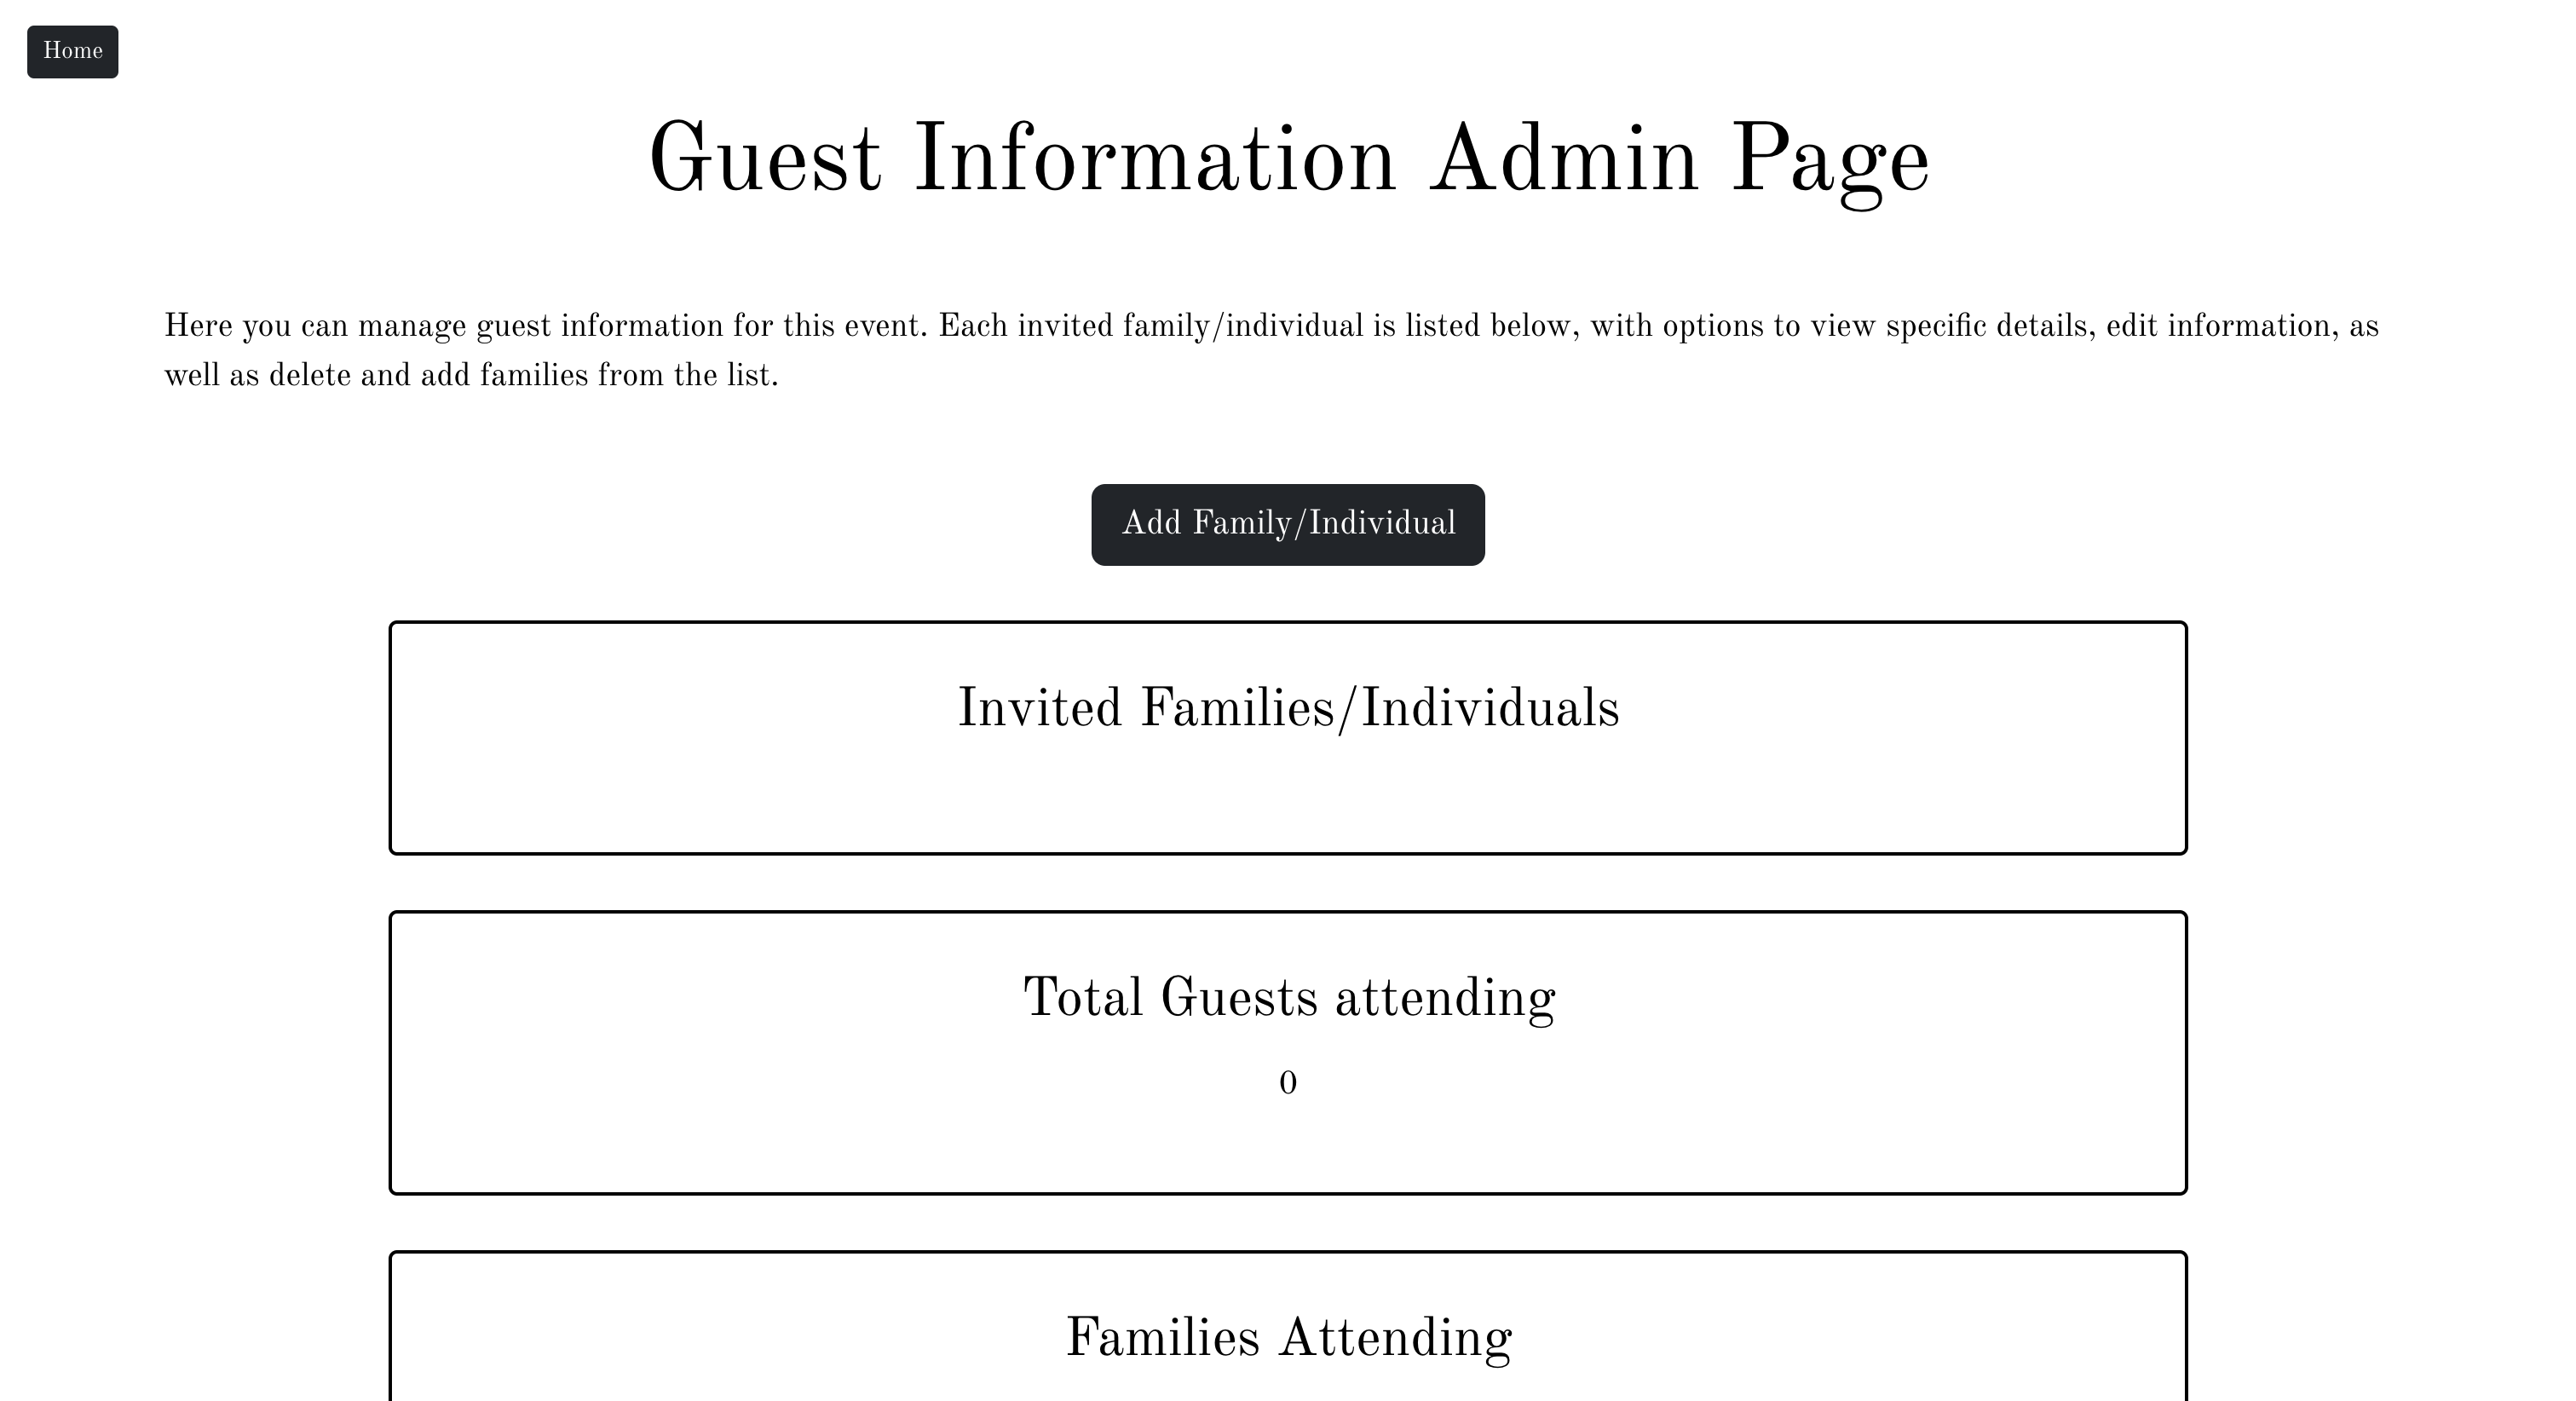 Home
Guest Information Admin Page
Here you can manage guest information for this event. Each invited family/individual is listed below, with options to view specific details, edit information, as
well as delete and add families from the list.
Add Family/Individual
Invited Families/Individuals
Total Guests attending
0
Families Attending